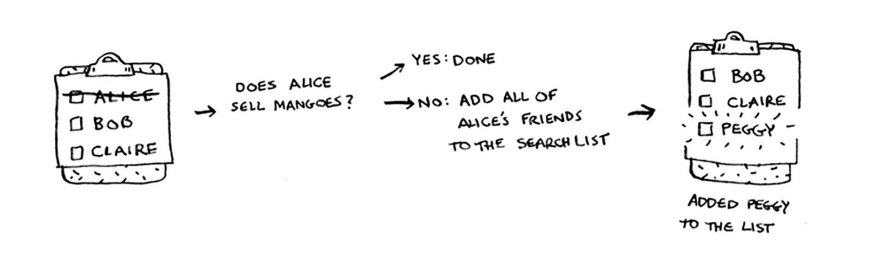 ALICE
BOB
CLAIRE
DOES ALICE
SELL MANGOES?
YES: DONE
NO: ADD ALL OF
ALICE'S FRIENDS
TO THE SEARCH LIST
BOB
CLAIRE
PEGGY
ADDED PEGGY
TO THE LIST